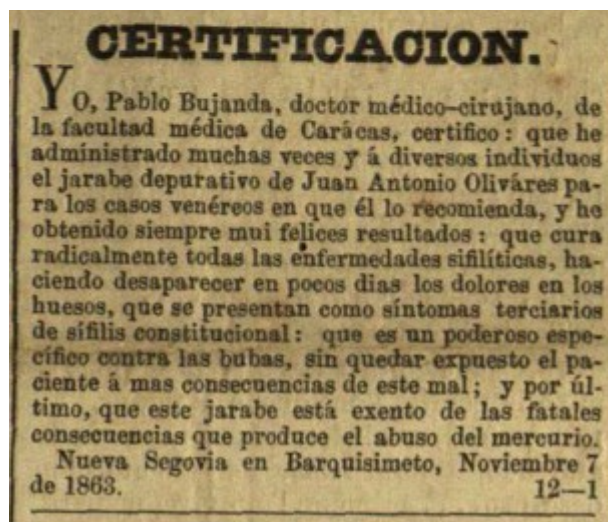 CERTIFICACION.
YO, Pablo Bujanda, doctor médico-cirujano, de
la facultad médica de Carácas, certifico: que he
administrado muchas veces y á diversos individuos
el jarabe depurativo de Juan Antonio Oliváres pa-
ra los casos venéreos en que él lo recomienda, y he
obtenido siempre mui felices resultados: que cura
radicalmente todas las enfermedades sifilíticas, ha-
ciendo desaparecer en pocos dias los dolores en los
huesos, que se presentan como síntomas terciarios
de sífilis constitucional: que es un poderoso espe-
cífico contra las bubas, sin quedar expuesto el pa-
ciente á mas consecuencias de este mal; y por úl-
timo, que este jarabe está exento de las fatales
consecuencias que produce el abuso del mercurio.
Nueva Segovia en Barquisimeto, Noviembre 7
de 1863. 12—1